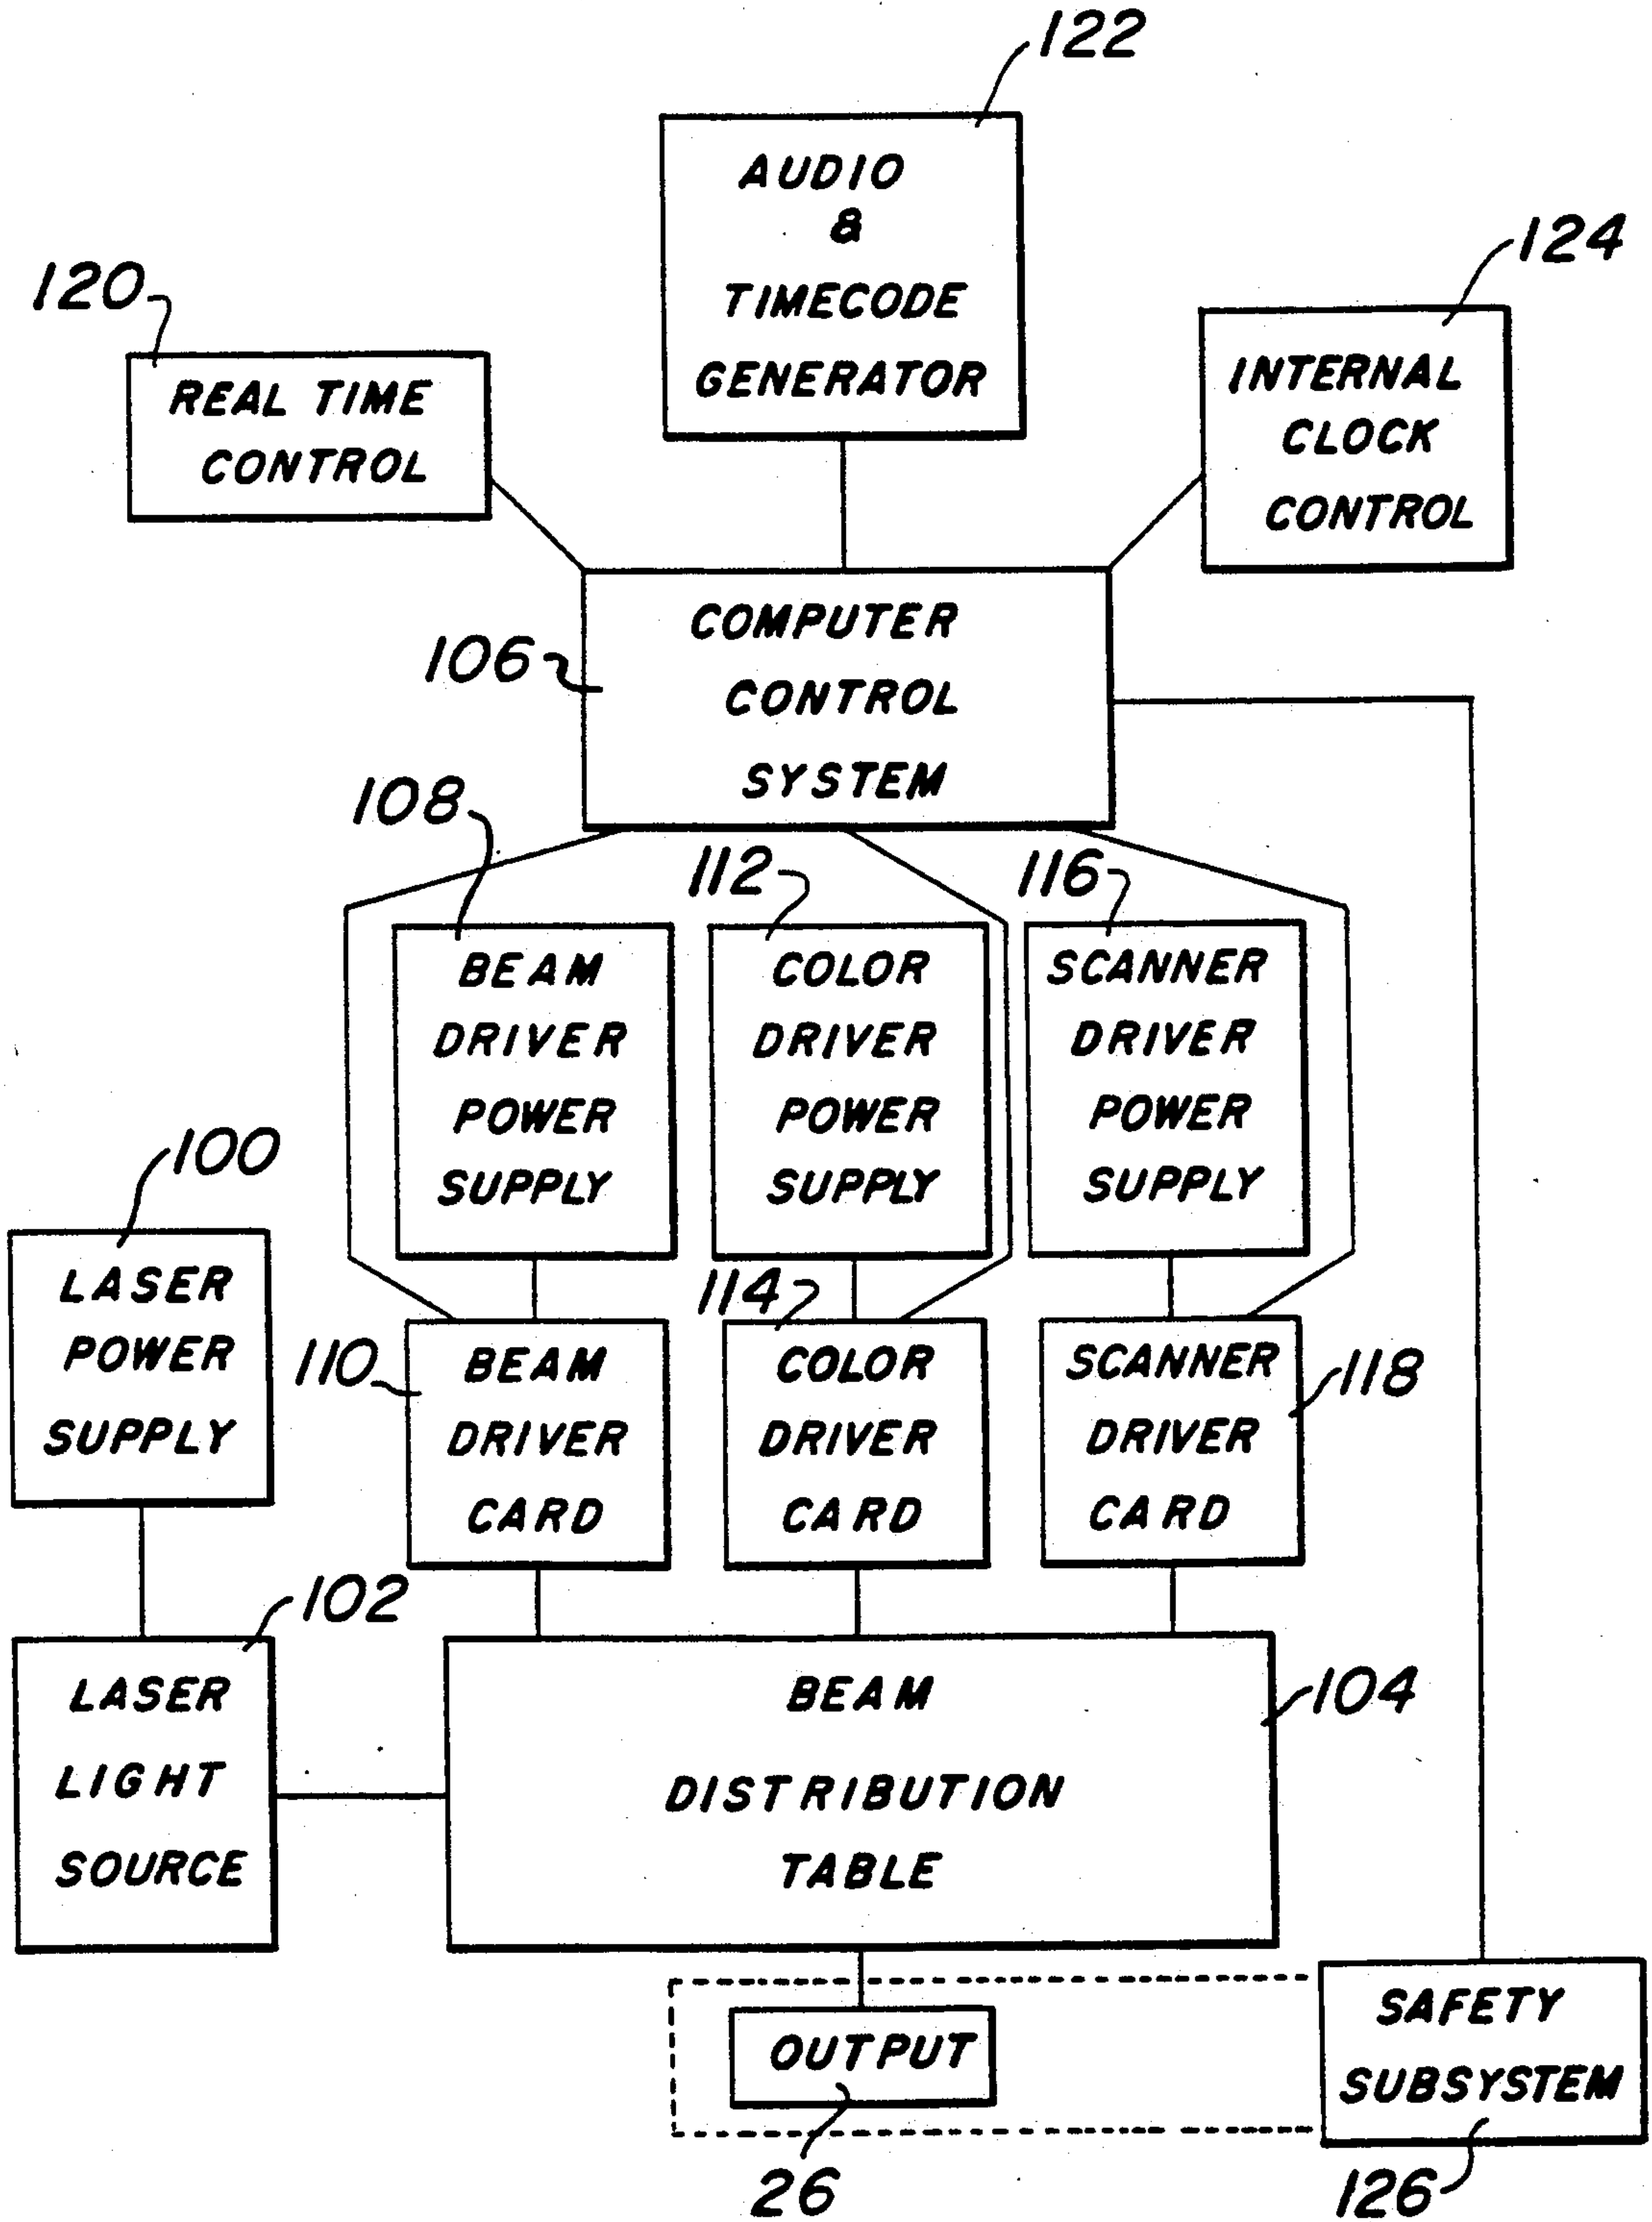 122
AUDIO
&
TIMECODE
GENERATOR
124
INTERNAL
CLOCK
CONTROL
120
REAL TIME
CONTROL
106
COMPUTER
CONTROL
SYSTEM
108
BEAM
DRIVER
POWER
SUPPLY
112
COLOR
DRIVER
POWER
SUPPLY
116
SCANNER
DRIVER
POWER
SUPPLY
100
LASER
POWER
SUPPLY
110
BEAM
DRIVER
CARD
114
COLOR
DRIVER
CARD
118
SCANNER
DRIVER
CARD
102
LASER
LIGHT
SOURCE
104
BEAM
DISTRIBUTION
TABLE
OUTPUT
26
SAFETY
SUBSYSTEM
126